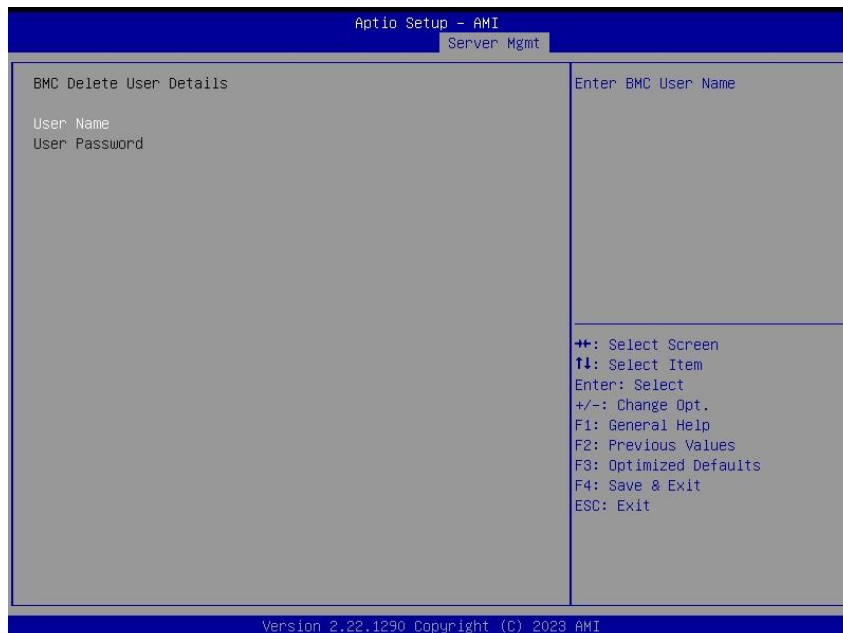 Aptio Setup - AMI
Server Mgmt
BMC Delete User Details
User Name
User Password
Enter BMC User Name
→←: Select Screen
↑↓: Select Item
Enter: Select
+/-: Change Opt.
F1: General Help
F2: Previous Values
F3: Optimized Defaults
F4: Save & Exit
ESC: Exit
Version 2.22.1290 Copyright (C) 2023 AMI